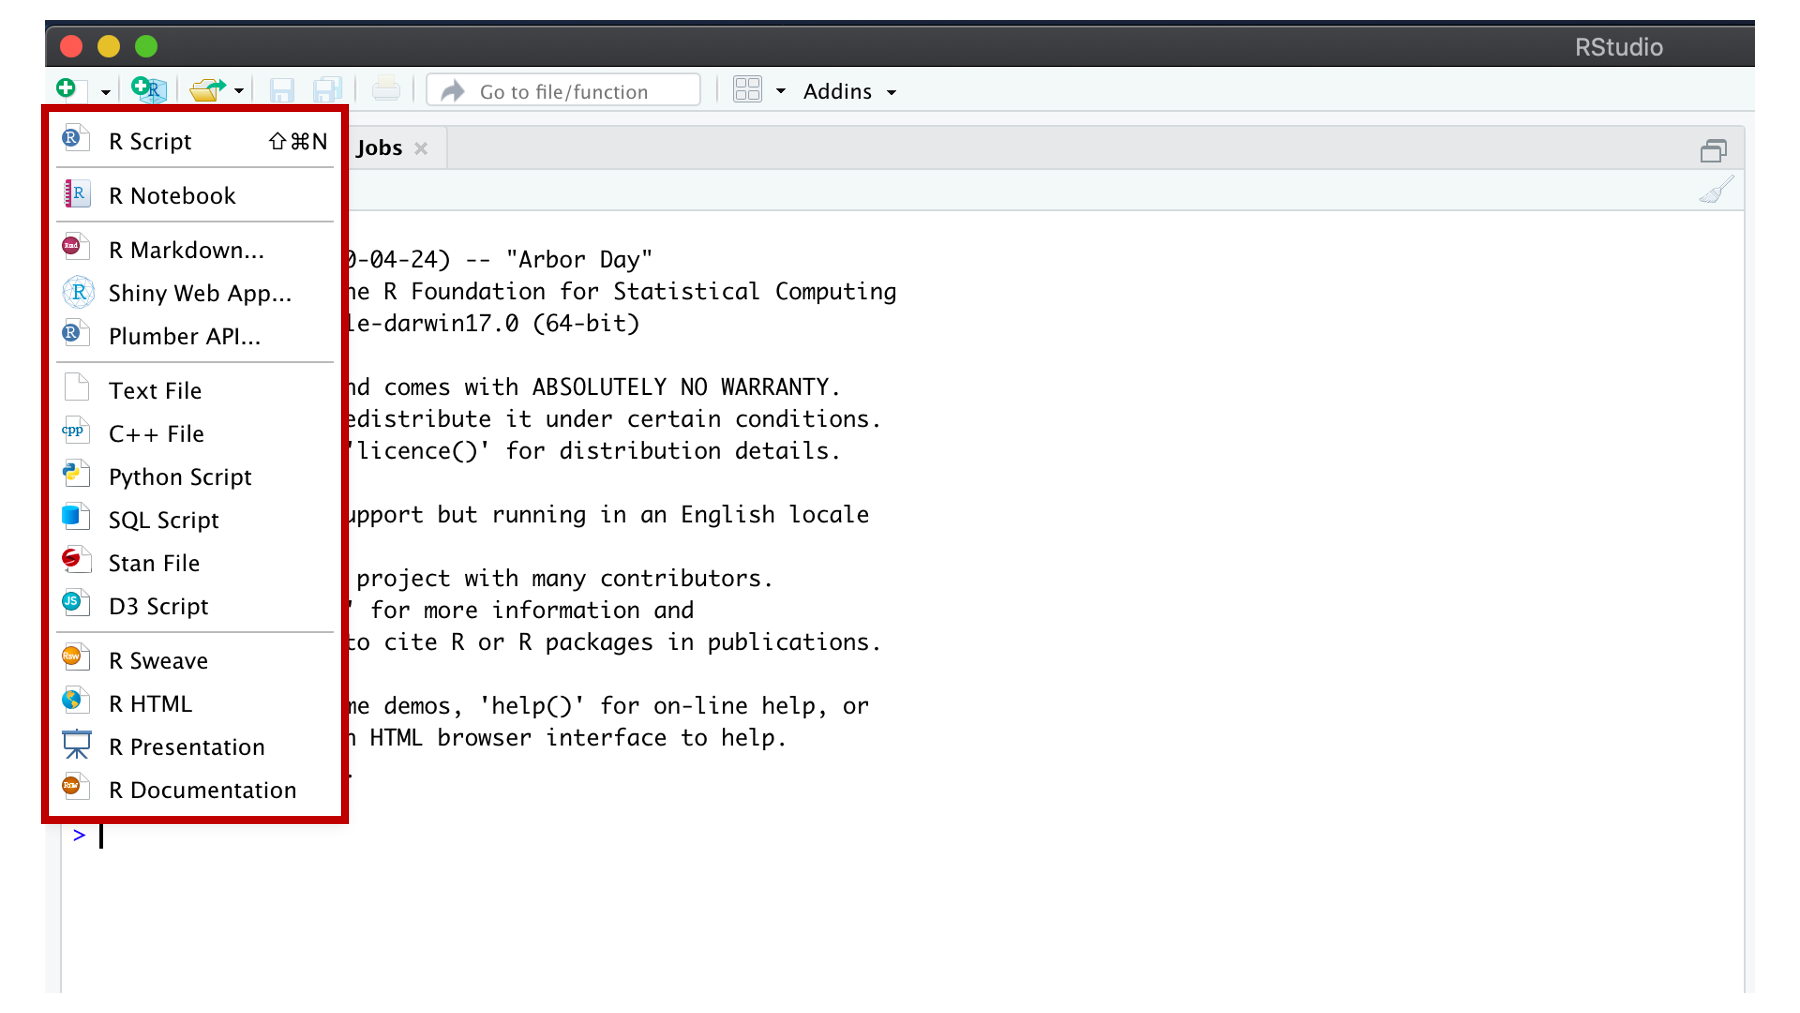 RStudio
Go to file/function
Addins
R Script ⇧⌘N
Jobs
R Notebook
R Markdown...
Shiny Web App...
Plumber API...
Text File
C++ File
Python Script
SQL Script
Stan File
D3 Script
R Sweave
R HTML
R Presentation
R Documentation
0-04-24) -- "Arbor Day"
he R Foundation for Statistical Computing
le-darwin17.0 (64-bit)
nd comes with ABSOLUTELY NO WARRANTY.
edistribute it under certain conditions.
'licence()' for distribution details.
upport but running in an English locale
project with many contributors.
' for more information and
to cite R or R packages in publications.
me demos, 'help()' for on-line help, or
n HTML browser interface to help.
.
>